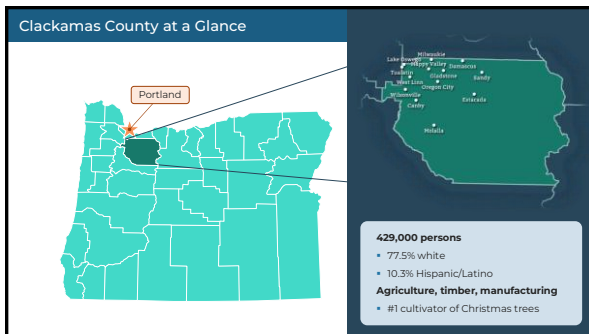 Clackamas County at a Glance
Portland
Milwaukie
Lake Oswego
Happy Valley
Damascus
Tualatin
Gladstone
Sandy
West Linn
Oregon City
Wilsonville
Estacada
Canby
Molalla
429,000 persons
▪ 77.5% white
▪ 10.3% Hispanic/Latino
Agriculture, timber, manufacturing
▪ #1 cultivator of Christmas trees